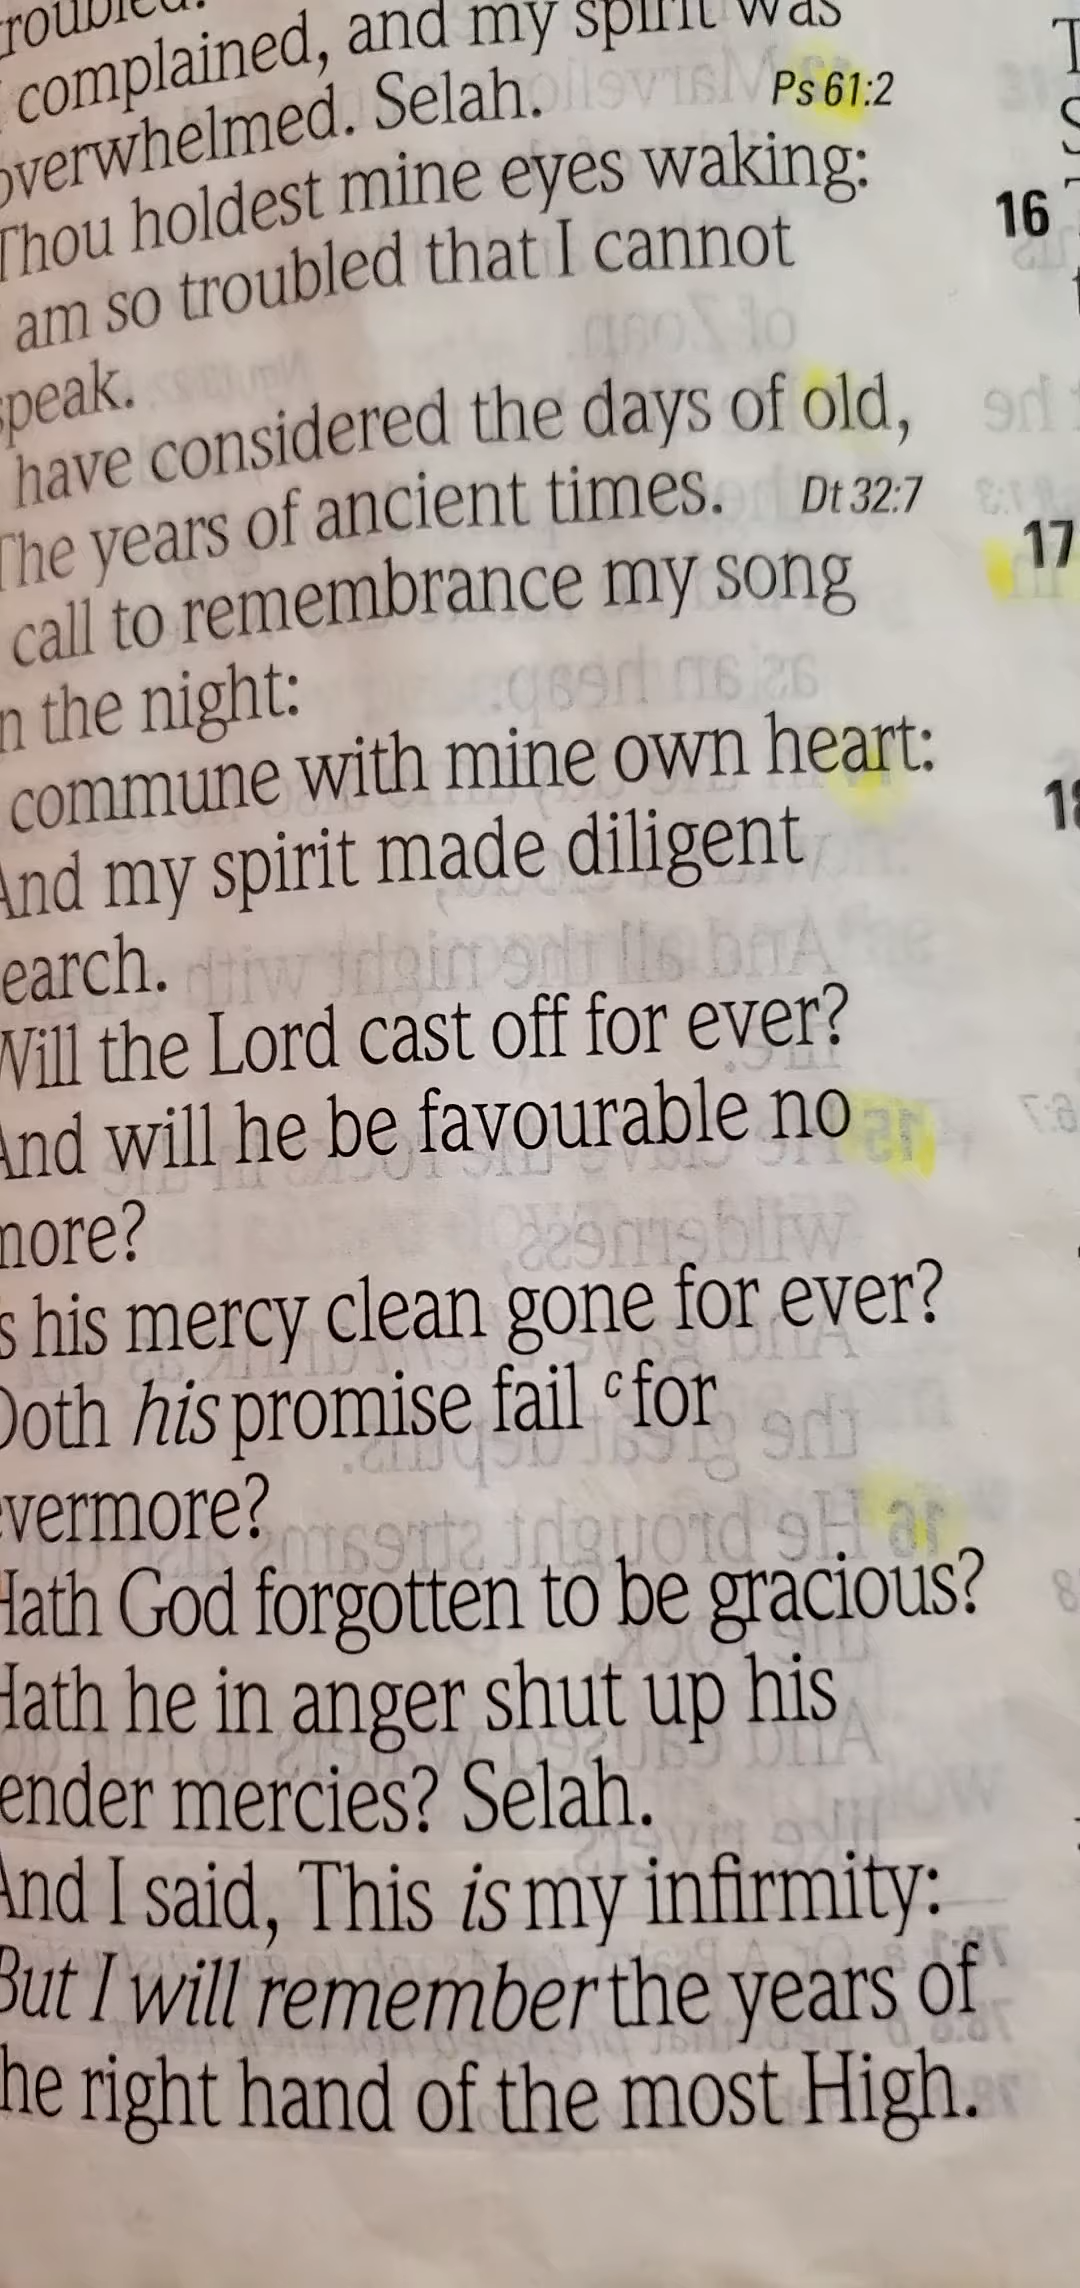 complained, and my spirit was
overwhelmed. Selah. Ps 61:2
Thou holdest mine eyes waking:
am so troubled that I cannot
speak.
have considered the days of old,
The years of ancient times. Dt 32:7
call to remembrance my song
n the night:
commune with mine own heart:
And my spirit made diligent
earch.
Will the Lord cast off for ever?
And will he be favourable no
more?
s his mercy clean gone for ever?
Doth his promise fail c for
evermore?
Hath God forgotten to be gracious?
Hath he in anger shut up his
ender mercies? Selah.
And I said, This is my infirmity:
But I will remember the years of
he right hand of the most High.
16
17
18